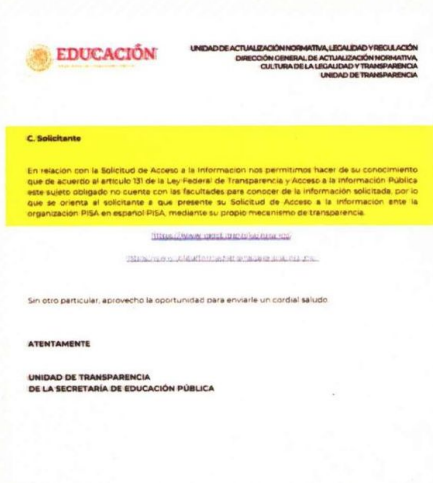 EDUCACIÓN
UNIDAD DE ACTUALIZACIÓN NORMATIVA, LEGALIDAD Y REGULACIÓN
DIRECCIÓN GENERAL DE ACTUALIZACIÓN NORMATIVA,
CULTURA DE LA LEGALIDAD Y TRANSPARENCIA
UNIDAD DE TRANSPARENCIA
C. Solicitante
En relación con la Solicitud de Acceso a la Información nos permitimos hacer de su conocimiento
que de acuerdo al artículo 131 de la Ley Federal de Transparencia y Acceso a la Información Pública
este sujeto obligado no cuenta con las facultades para conocer de la información solicitada, por lo
que se orienta al solicitante a que presente su Solicitud de Acceso a la Información ante la
organización PISA en español PISA, mediante su propio mecanismo de transparencia.
Sin otro particular, aprovecho la oportunidad para enviarle un cordial saludo.
ATENTAMENTE
UNIDAD DE TRANSPARENCIA
DE LA SECRETARÍA DE EDUCACIÓN PÚBLICA